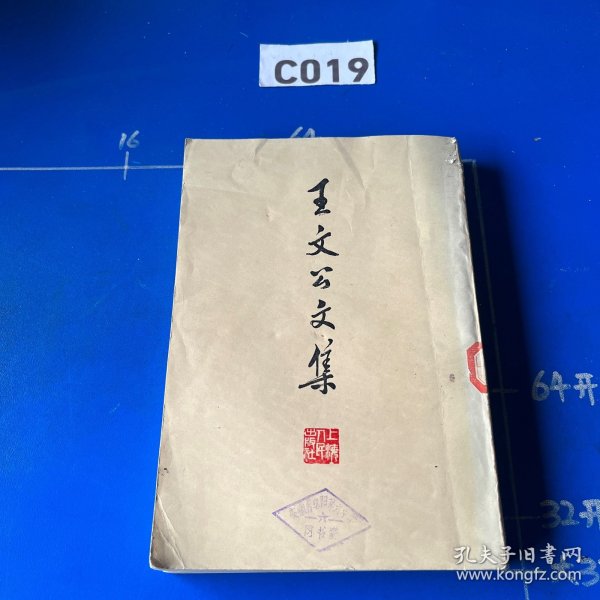 C019
16
64
王文公文集
上海
人民
出版社
64开
32开
孔夫子旧书网
www.kongfz.com